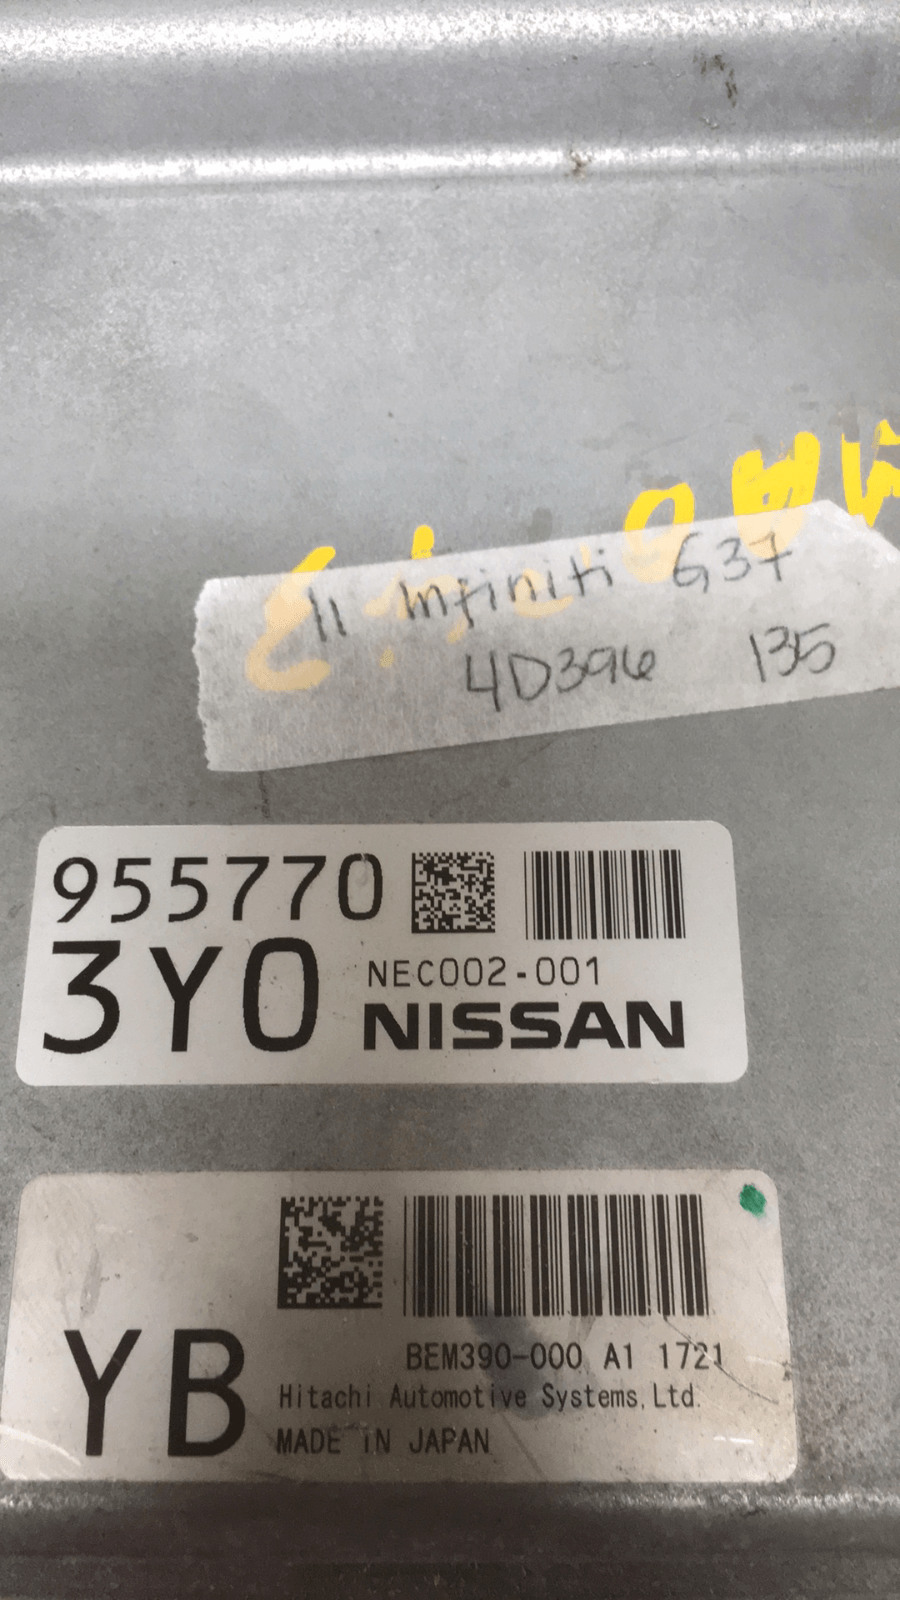 11 Infiniti G37
4D396 135
955770
3Y0 NEC002-001
NISSAN
BEM390-000 A1 1721
YB Hitachi Automotive Systems,Ltd.
MADE IN JAPAN